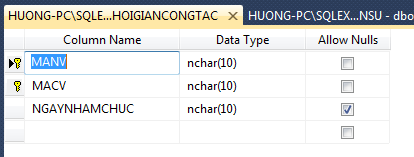 HUONG-PC\SQLE...HOIGIANCONGTAC
HUONG-PC\SQLEX...NSU - dbo
Column Name Data Type Allow Nulls
MANV nchar(10)
MACV nchar(10)
NGAYNHAMCHUC nchar(10)